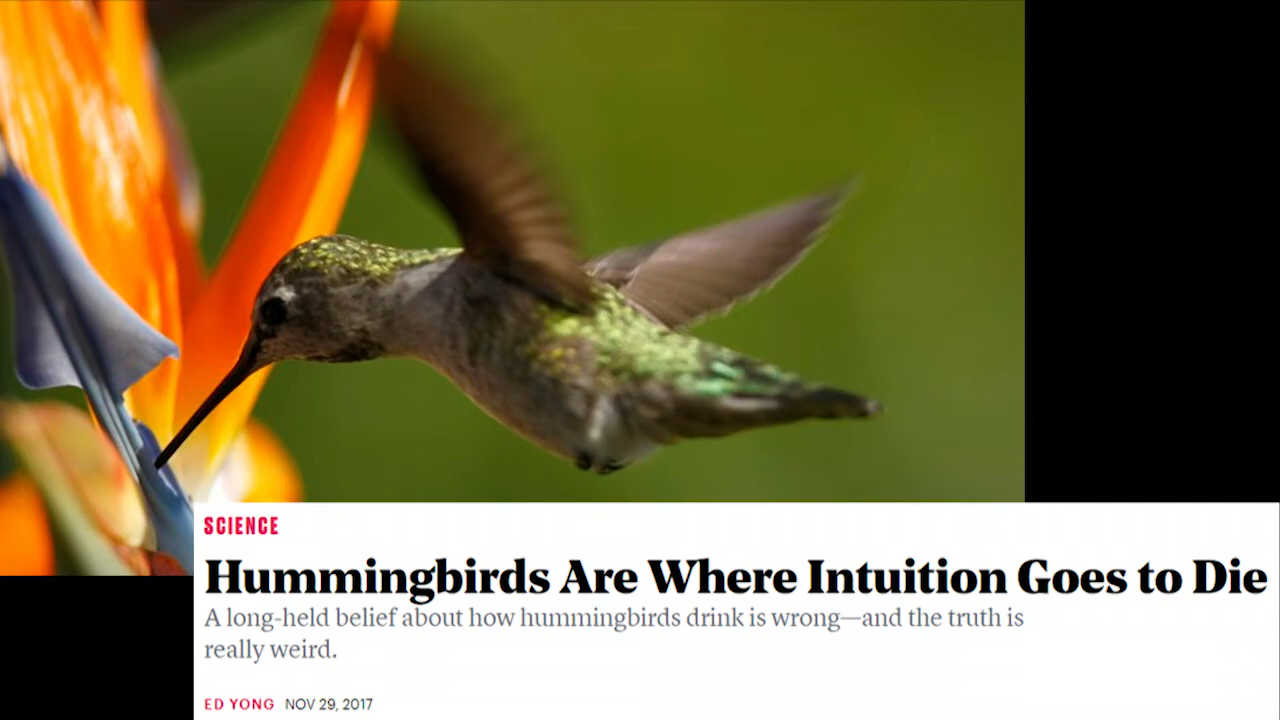 SCIENCE
Hummingbirds Are Where Intuition Goes to Die
A long-held belief about how hummingbirds drink is wrong—and the truth is
really weird.
ED YONG NOV 29, 2017